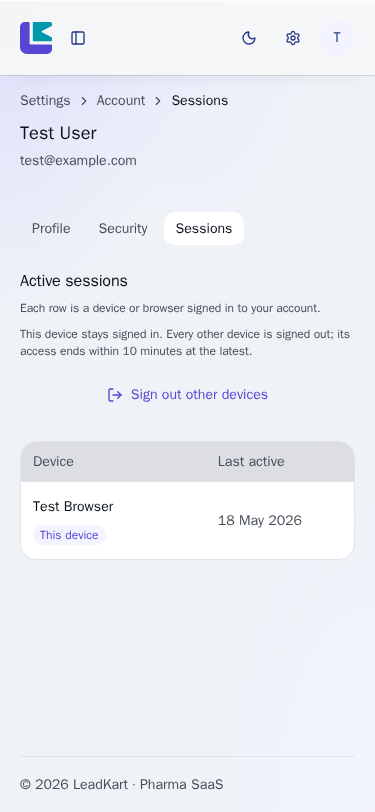 T
Settings > Account > Sessions
Test User
test@example.com
Profile Security Sessions
Active sessions
Each row is a device or browser signed in to your account.
This device stays signed in. Every other device is signed out; its
access ends within 10 minutes at the latest.
Sign out other devices
Device Last active
Test Browser
This device
18 May 2026
© 2026 LeadKart · Pharma SaaS